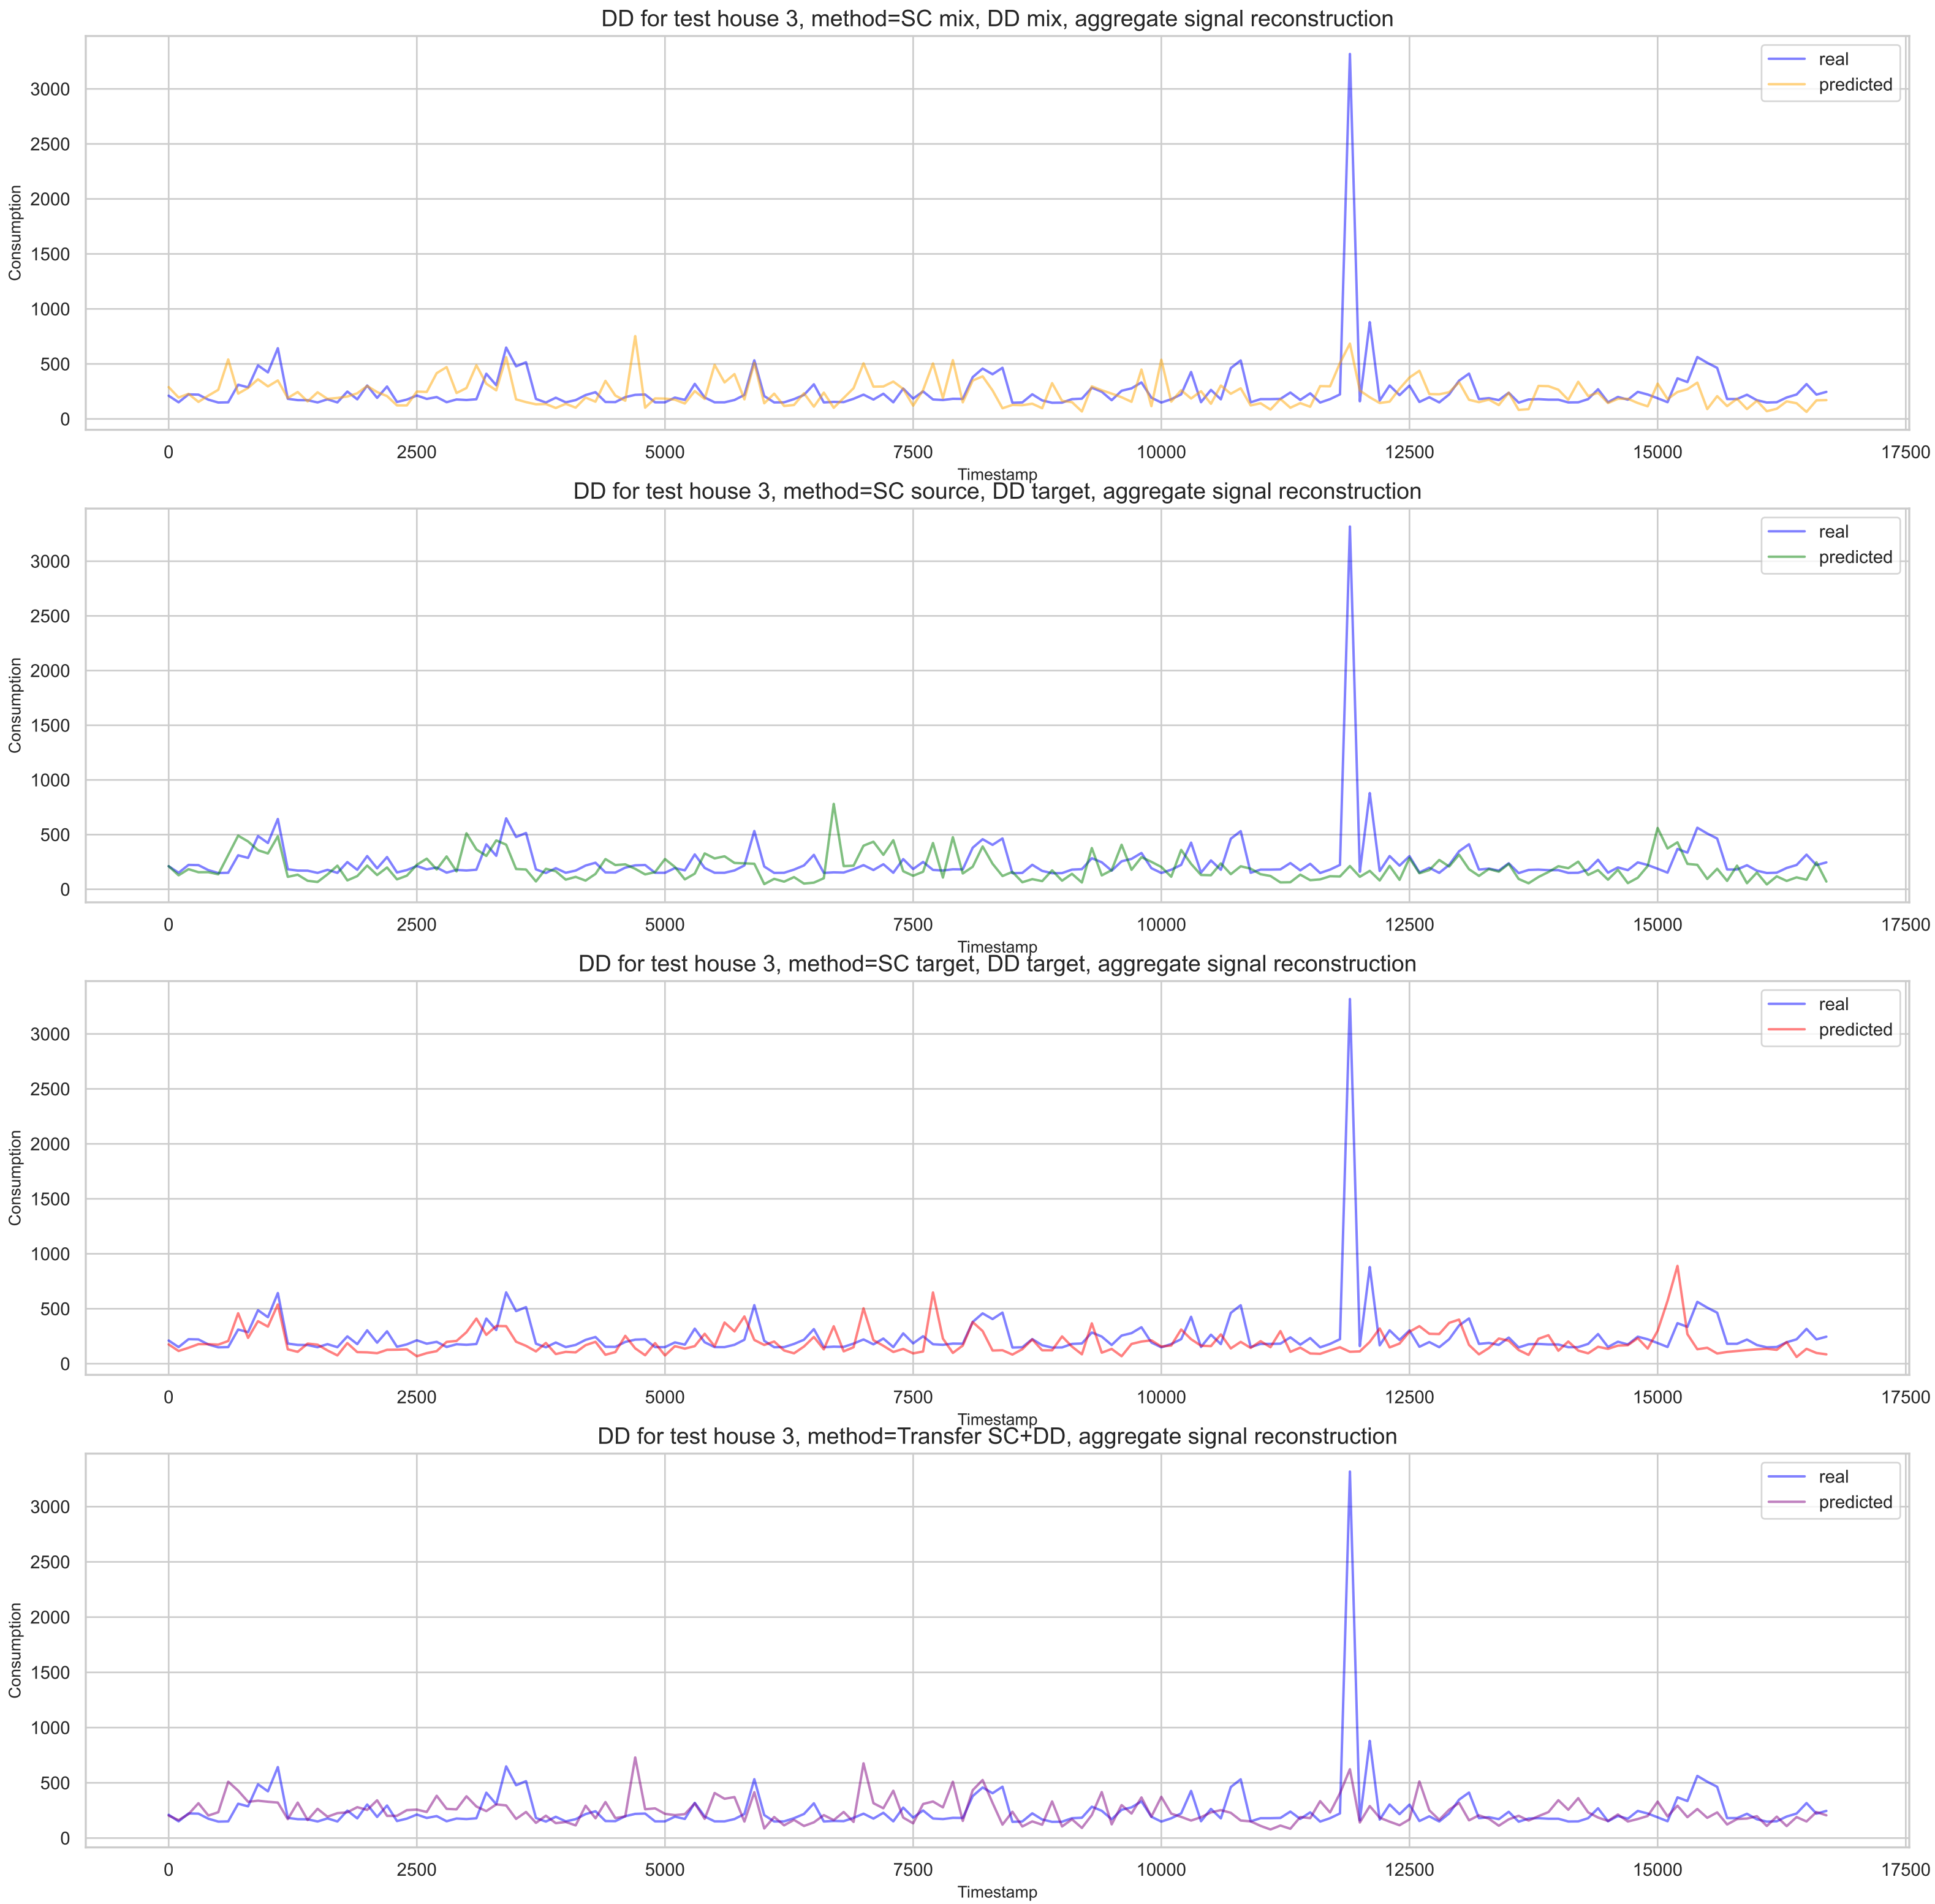 DD for test house 3, method=SC mix, DD mix, aggregate signal reconstruction
real
predicted
3000
2500
2000
1500
1000
500
0
Consumption
0 2500 5000 7500 10000 12500 15000 17500
Timestamp
DD for test house 3, method=SC source, DD target, aggregate signal reconstruction
real
predicted
3000
2500
2000
1500
1000
500
0
Consumption
0 2500 5000 7500 10000 12500 15000 17500
Timestamp
DD for test house 3, method=SC target, DD target, aggregate signal reconstruction
real
predicted
3000
2500
2000
1500
1000
500
0
Consumption
0 2500 5000 7500 10000 12500 15000 17500
Timestamp
DD for test house 3, method=Transfer SC+DD, aggregate signal reconstruction
real
predicted
3000
2500
2000
1500
1000
500
0
Consumption
0 2500 5000 7500 10000 12500 15000 17500
Timestamp